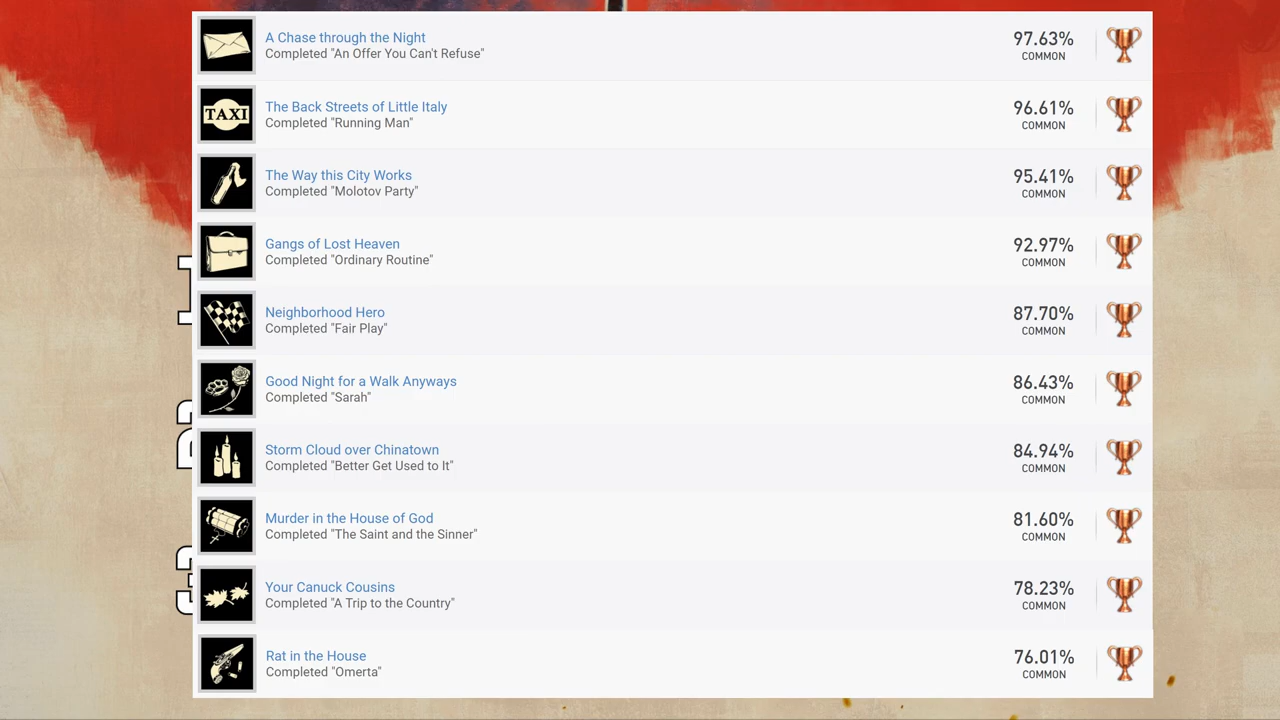 A Chase through the Night
Completed "An Offer You Can't Refuse"
97.63%
COMMON
TAXI
The Back Streets of Little Italy
Completed "Running Man"
96.61%
COMMON
The Way this City Works
Completed "Molotov Party"
95.41%
COMMON
Gangs of Lost Heaven
Completed "Ordinary Routine"
92.97%
COMMON
Neighborhood Hero
Completed "Fair Play"
87.70%
COMMON
Good Night for a Walk Anyways
Completed "Sarah"
86.43%
COMMON
Storm Cloud over Chinatown
Completed "Better Get Used to It"
84.94%
COMMON
Murder in the House of God
Completed "The Saint and the Sinner"
81.60%
COMMON
Your Canuck Cousins
Completed "A Trip to the Country"
78.23%
COMMON
Rat in the House
Completed "Omerta"
76.01%
COMMON